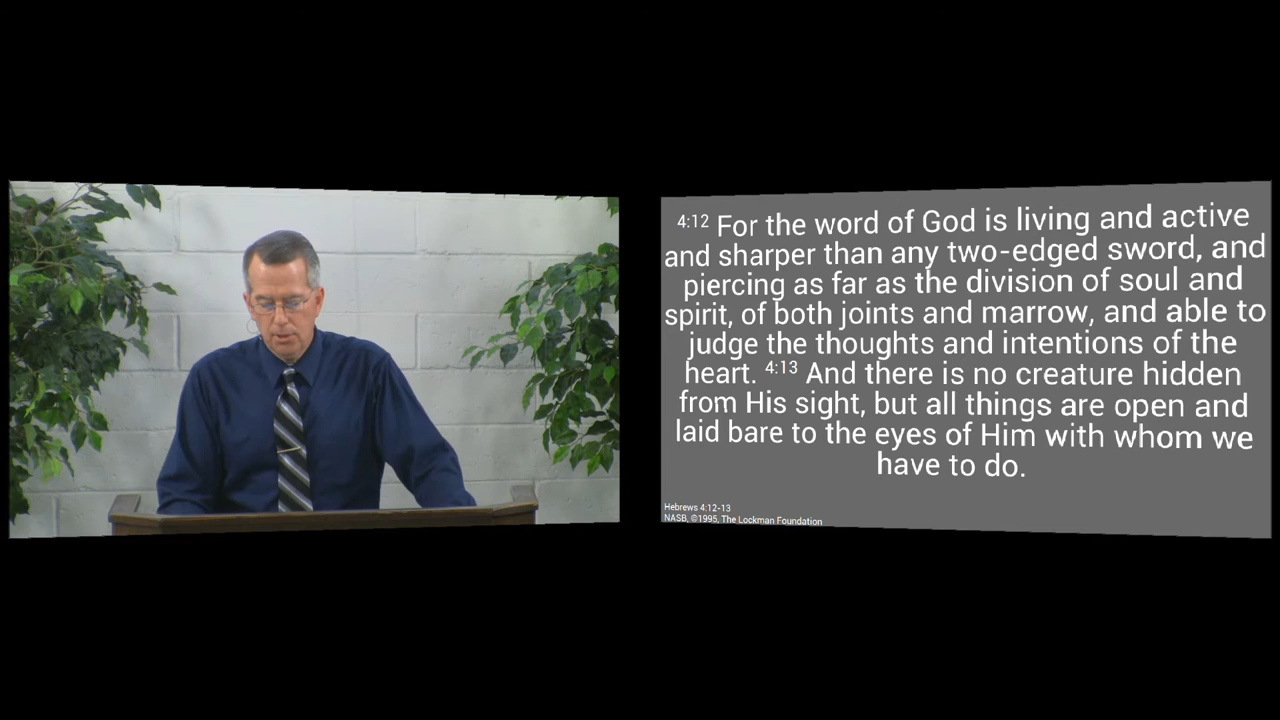 4:12 For the word of God is living and active
and sharper than any two-edged sword, and
piercing as far as the division of soul and
spirit, of both joints and marrow, and able to
judge the thoughts and intentions of the
heart. 4:13 And there is no creature hidden
from His sight, but all things are open and
laid bare to the eyes of Him with whom we
have to do.
Hebrews 4:12-13
NASB, ©1995, The Lockman Foundation